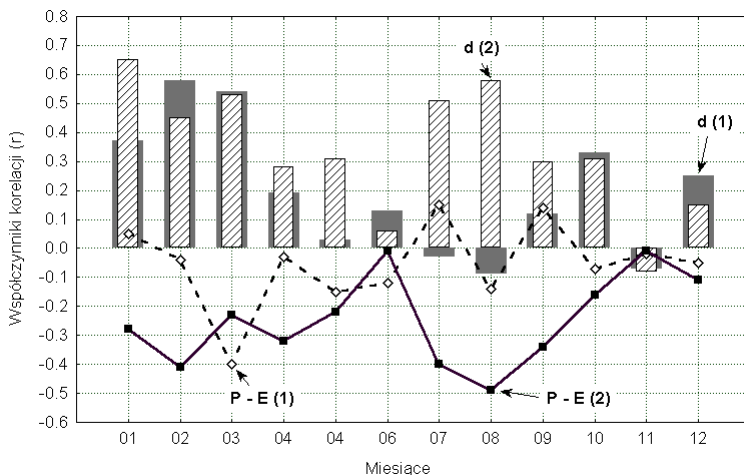 0.8
0.7
0.6
0.5
0.4
0.3
0.2
0.1
0.0
-0.1
-0.2
-0.3
-0.4
-0.5
-0.6
Współczynniki korelacji (r)
d (2)
d (1)
P - E (1)
P - E (2)
01 02 03 04 04 06 07 08 09 10 11 12
Miesiące